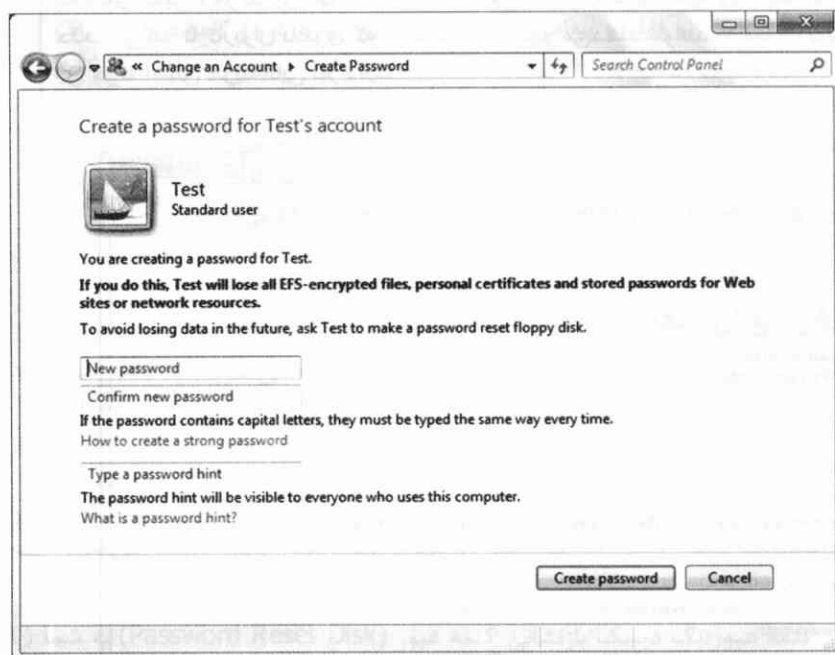 « Change an Account ▸ Create Password Search Control Panel
Create a password for Test's account
Test
Standard user
You are creating a password for Test.
If you do this, Test will lose all EFS-encrypted files, personal certificates and stored passwords for Web
sites or network resources.
To avoid losing data in the future, ask Test to make a password reset floppy disk.
New password
Confirm new password
If the password contains capital letters, they must be typed the same way every time.
How to create a strong password
Type a password hint
The password hint will be visible to everyone who uses this computer.
What is a password hint?
Create password Cancel
(Password Reset Disk)